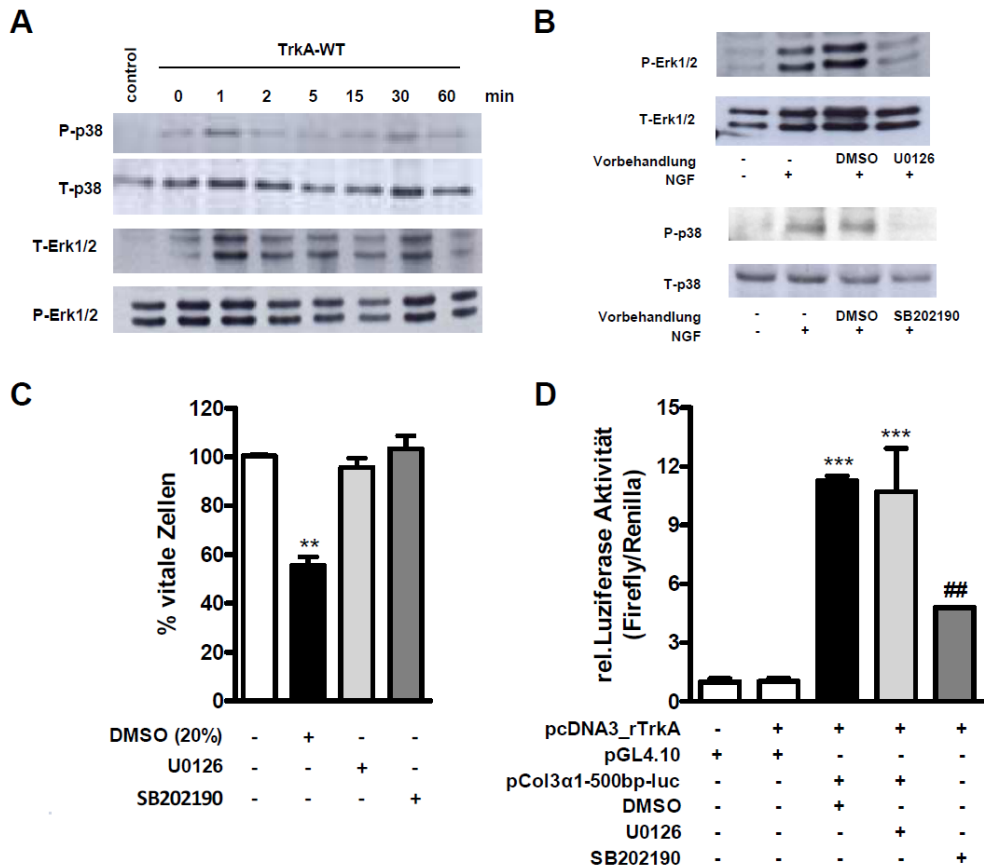 A
TrkA-WT
control
0 1 2 5 15 30 60 min
P-p38
T-p38
T-Erk1/2
P-Erk1/2
B
P-Erk1/2
T-Erk1/2
Vorbehandlung - - DMSO U0126
NGF - + + +
P-p38
T-p38
Vorbehandlung - - DMSO SB202190
NGF - + + +
C
% vitale Zellen
120
100
80
60
40
20
0
**
DMSO (20%) - + - -
U0126 - - + -
SB202190 - - - +
D
rel.Luziferase Aktivität
(Firefly/Renilla)
15
12
9
6
3
0
***
***
##
pcDNA3_rTrkA - + + + +
pGL4.10 + + - - -
pCol3α1-500bp-luc - - + + -
DMSO - - + - -
U0126 - - - + -
SB202190 - - - - +